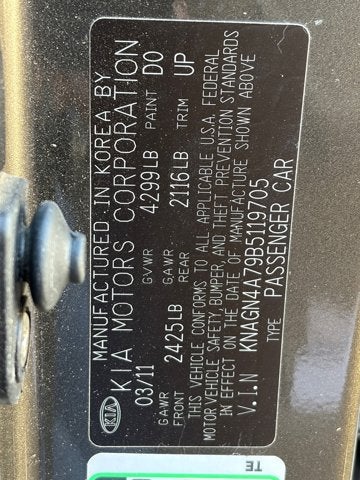 MANUFACTURED IN KOREA BY
KIA KIA MOTORS CORPORATION
03/11 GVWR 4299LB PAINT D0
GAWR FRONT 2425LB GAWR REAR 2116LB TRIM UP
THIS VEHICLE CONFORMS TO ALL APPLICABLE U.S.A. FEDERAL
MOTOR VEHICLE SAFETY, BUMPER, AND THEFT PREVENTION STANDARDS
IN EFFECT ON THE DATE OF MANUFACTURE SHOWN ABOVE
V.I.N KNAGN4A79B5119705
TYPE PASSENGER CAR
TE